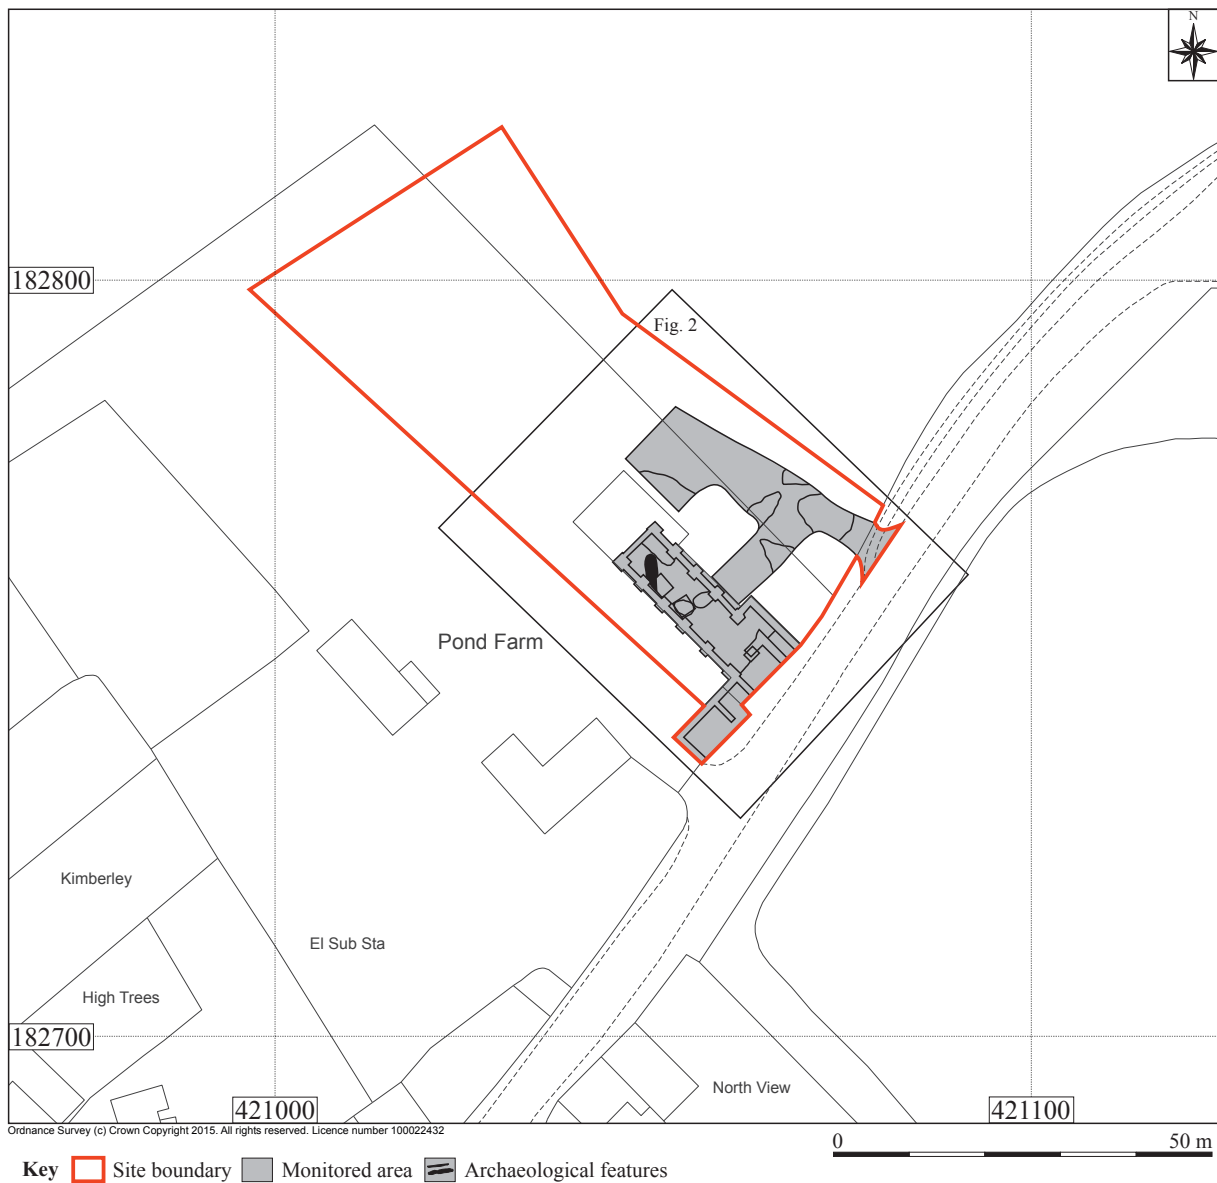 N
182800
Fig. 2
Pond Farm
Kimberley
El Sub Sta
High Trees
182700
North View
421000
421100
Ordnance Survey (c) Crown Copyright 2015. All rights reserved. Licence number 100022432
0 50 m
Key Site boundary Monitored area Archaeological features